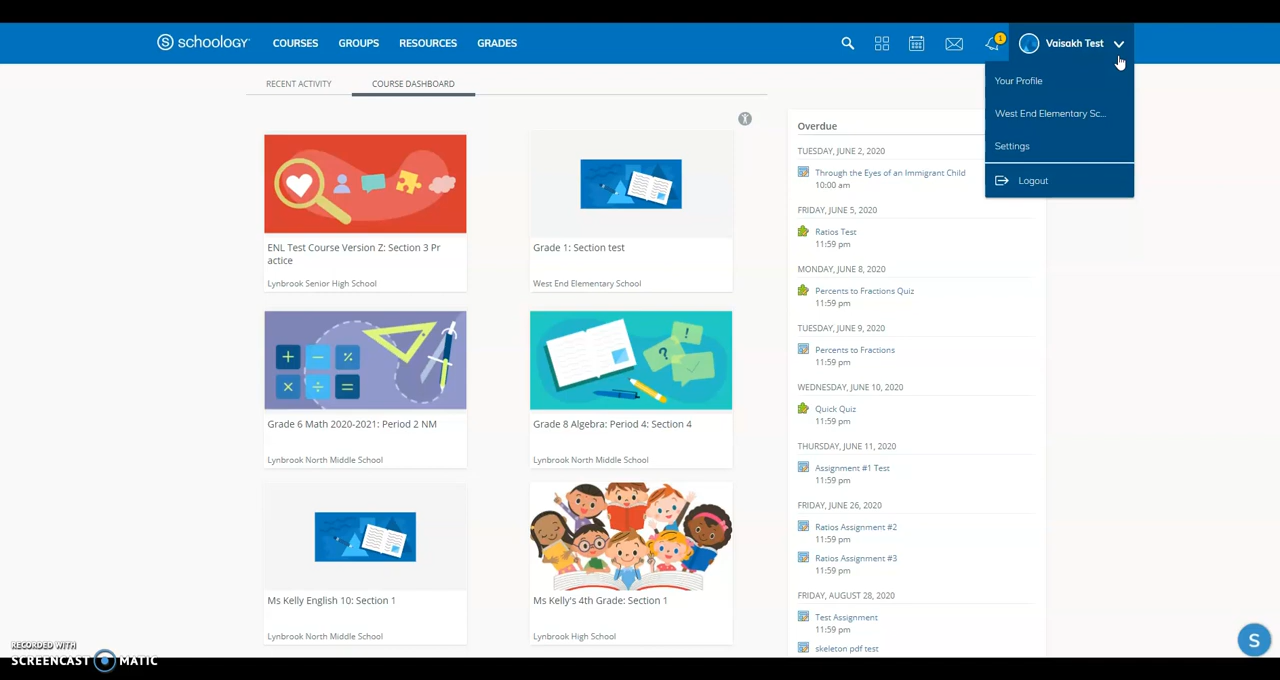 schoology
COURSES
GROUPS
RESOURCES
GRADES
1
Vaisakh Test
Your Profile
West End Elementary Sc...
Settings
Logout
RECENT ACTIVITY
COURSE DASHBOARD
ENL Test Course Version Z: Section 3 Pr
actice
Lynbrook Senior High School
Grade 1: Section test
West End Elementary School
Grade 6 Math 2020-2021: Period 2 NM
Lynbrook North Middle School
Grade 8 Algebra: Period 4: Section 4
Lynbrook North Middle School
Ms Kelly English 10: Section 1
Lynbrook North Middle School
Ms Kelly's 4th Grade: Section 1
Lynbrook High School
Overdue
TUESDAY, JUNE 2, 2020
Through the Eyes of an Immigrant Child
10:00 am
FRIDAY, JUNE 5, 2020
Ratios Test
11:59 pm
MONDAY, JUNE 8, 2020
Percents to Fractions Quiz
11:59 pm
TUESDAY, JUNE 9, 2020
Percents to Fractions
11:59 pm
WEDNESDAY, JUNE 10, 2020
Quick Quiz
11:59 pm
THURSDAY, JUNE 11, 2020
Assignment #1 Test
11:59 pm
FRIDAY, JUNE 26, 2020
Ratios Assignment #2
11:59 pm
Ratios Assignment #3
11:59 pm
FRIDAY, AUGUST 28, 2020
Test Assignment
11:59 pm
skeleton pdf test
S
RECORDED WITH
SCREENCAST MATIC